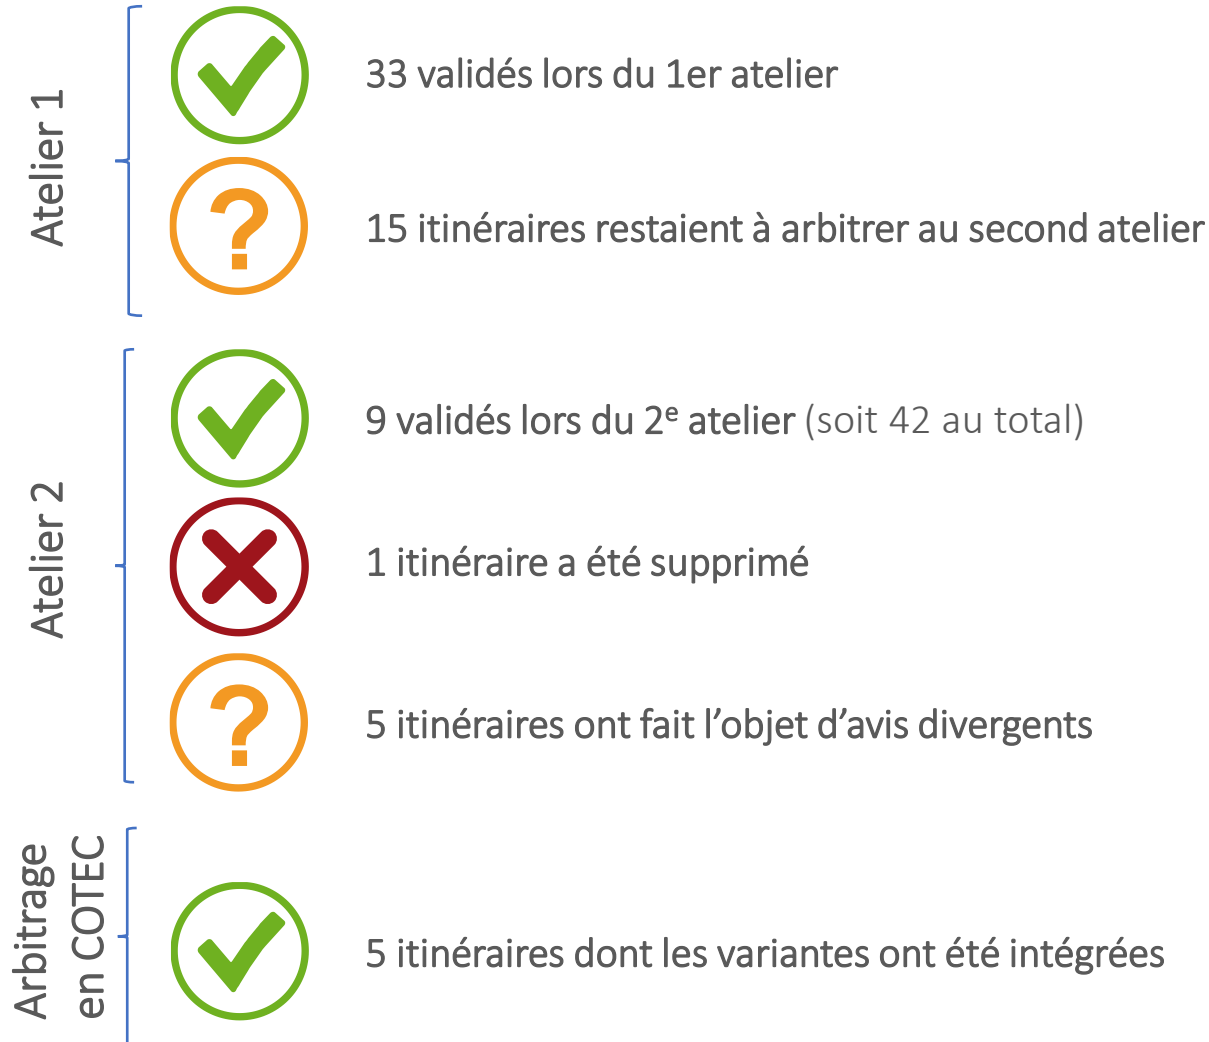 Atelier 1
33 validés lors du 1er atelier
?
15 itinéraires restaient à arbitrer au second atelier
Atelier 2
9 validés lors du 2e atelier (soit 42 au total)
1 itinéraire a été supprimé
?
5 itinéraires ont fait l’objet d’avis divergents
Arbitrage
en COTEC
5 itinéraires dont les variantes ont été intégrées